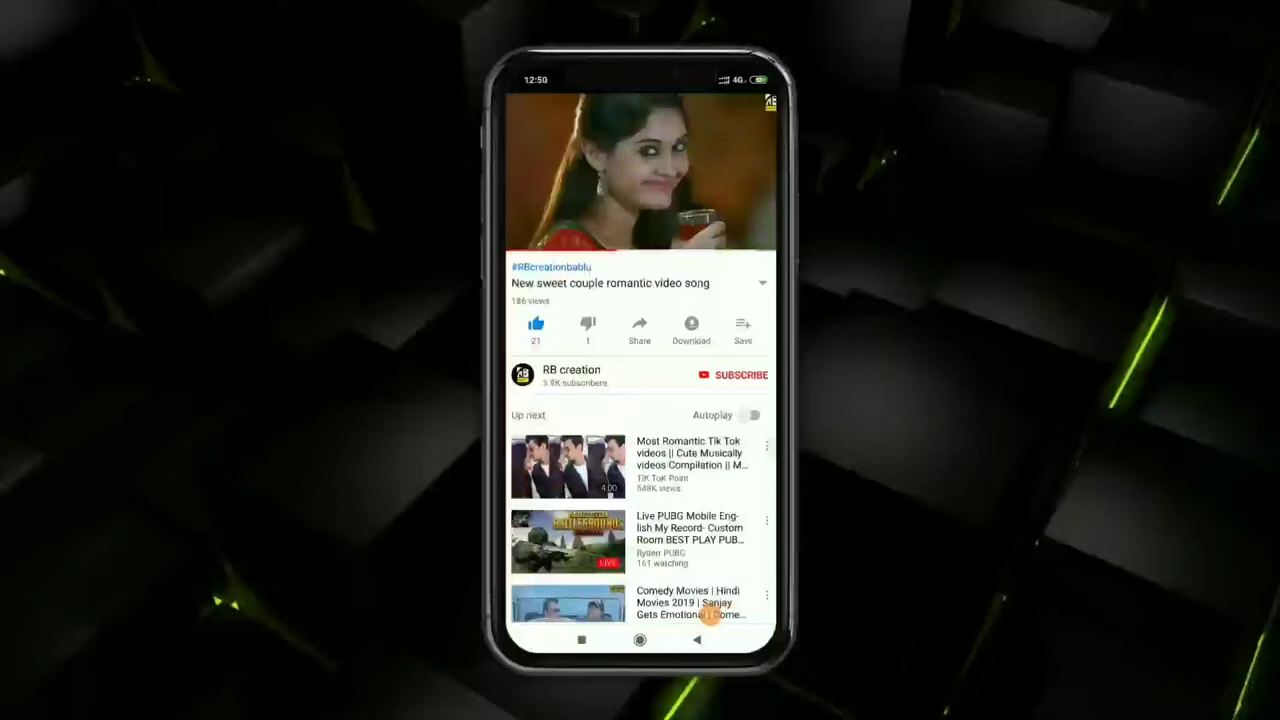 12:50
4G
#RBcreationbablu
New sweet couple romantic video song
186 views
21
1
Share
Download
Save
RB creation
3.9K subscribers
SUBSCRIBE
Up next
Autoplay
Most Romantic Tik Tok
videos || Cute Musically
videos Compilation || M...
TIK ToK Point
548K views
4:00
Live PUBG Mobile Eng-
lish My Record- Custom
Room BEST PLAY PUB...
Ryderr PUBG
161 watching
BATTLEGROUNDS
LIVE
Comedy Movies | Hindi
Movies 2019 | Sanjay
Gets Emotional | Come...